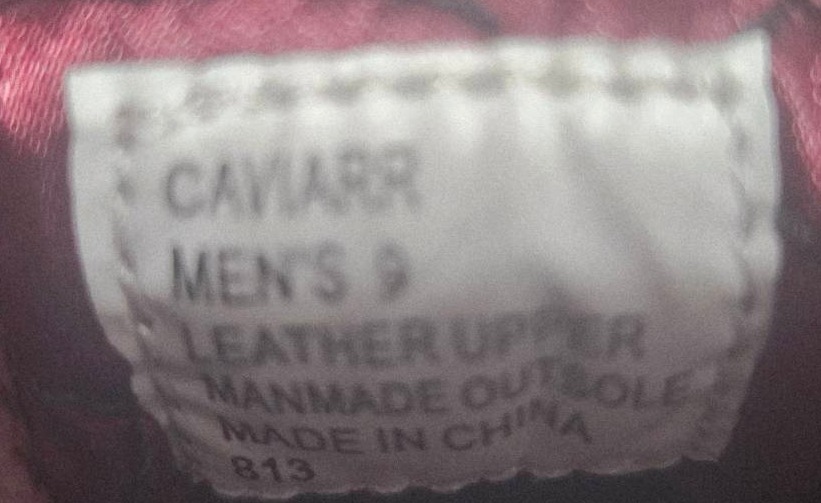 CAVIARR
MEN'S 9
LEATHER UPPER
MANMADE OUTSOLE
MADE IN CHINA
813